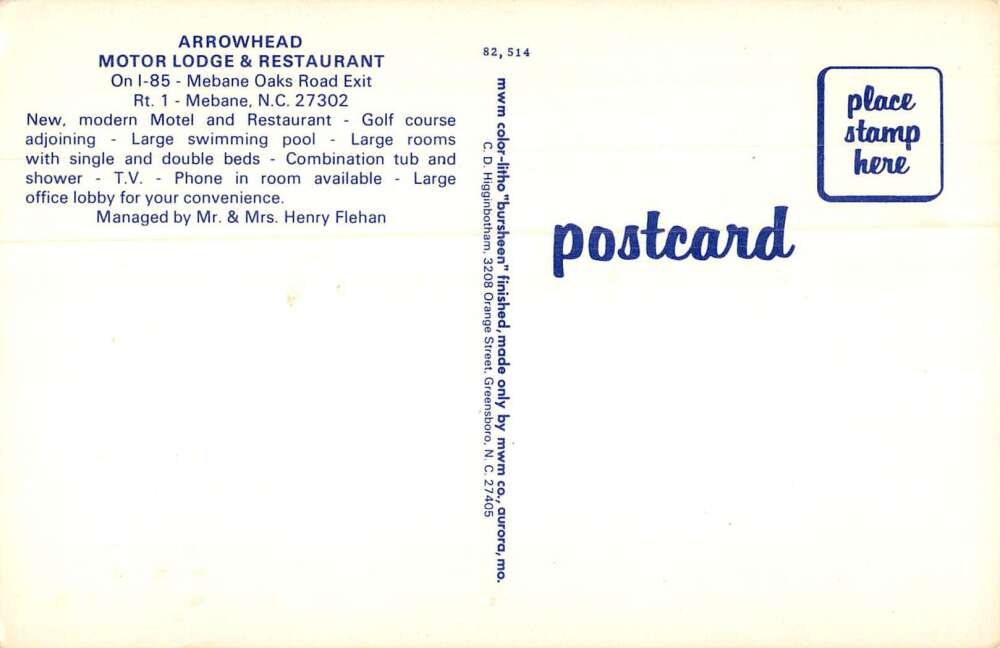 ARROWHEAD
MOTOR LODGE & RESTAURANT
On I-85 - Mebane Oaks Road Exit
Rt. 1 - Mebane, N.C. 27302
New, modern Motel and Restaurant - Golf course
adjoining - Large swimming pool - Large rooms
with single and double beds - Combination tub and
shower - T.V. - Phone in room available - Large
office lobby for your convenience.
Managed by Mr. & Mrs. Henry Flehan
82, 514
mwm color-litho "bursheen" finished, made only by mwm co., aurora, mo.
C. D. Higginbotham, 3208 Orange Street, Greensboro, N. C. 27405
place
stamp
here
postcard